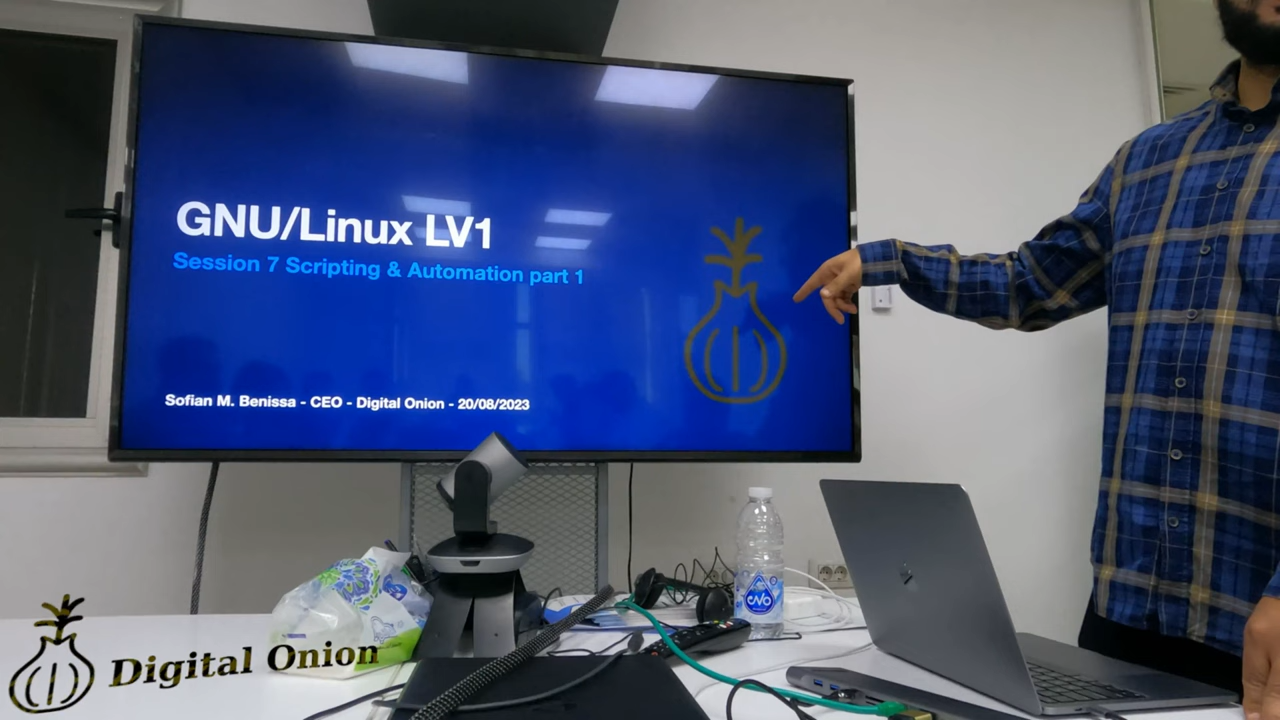 GNU/Linux LV1
Session 7 Scripting & Automation part 1
Sofian M. Benissa - CEO - Digital Onion - 20/08/2023
Digital Onion